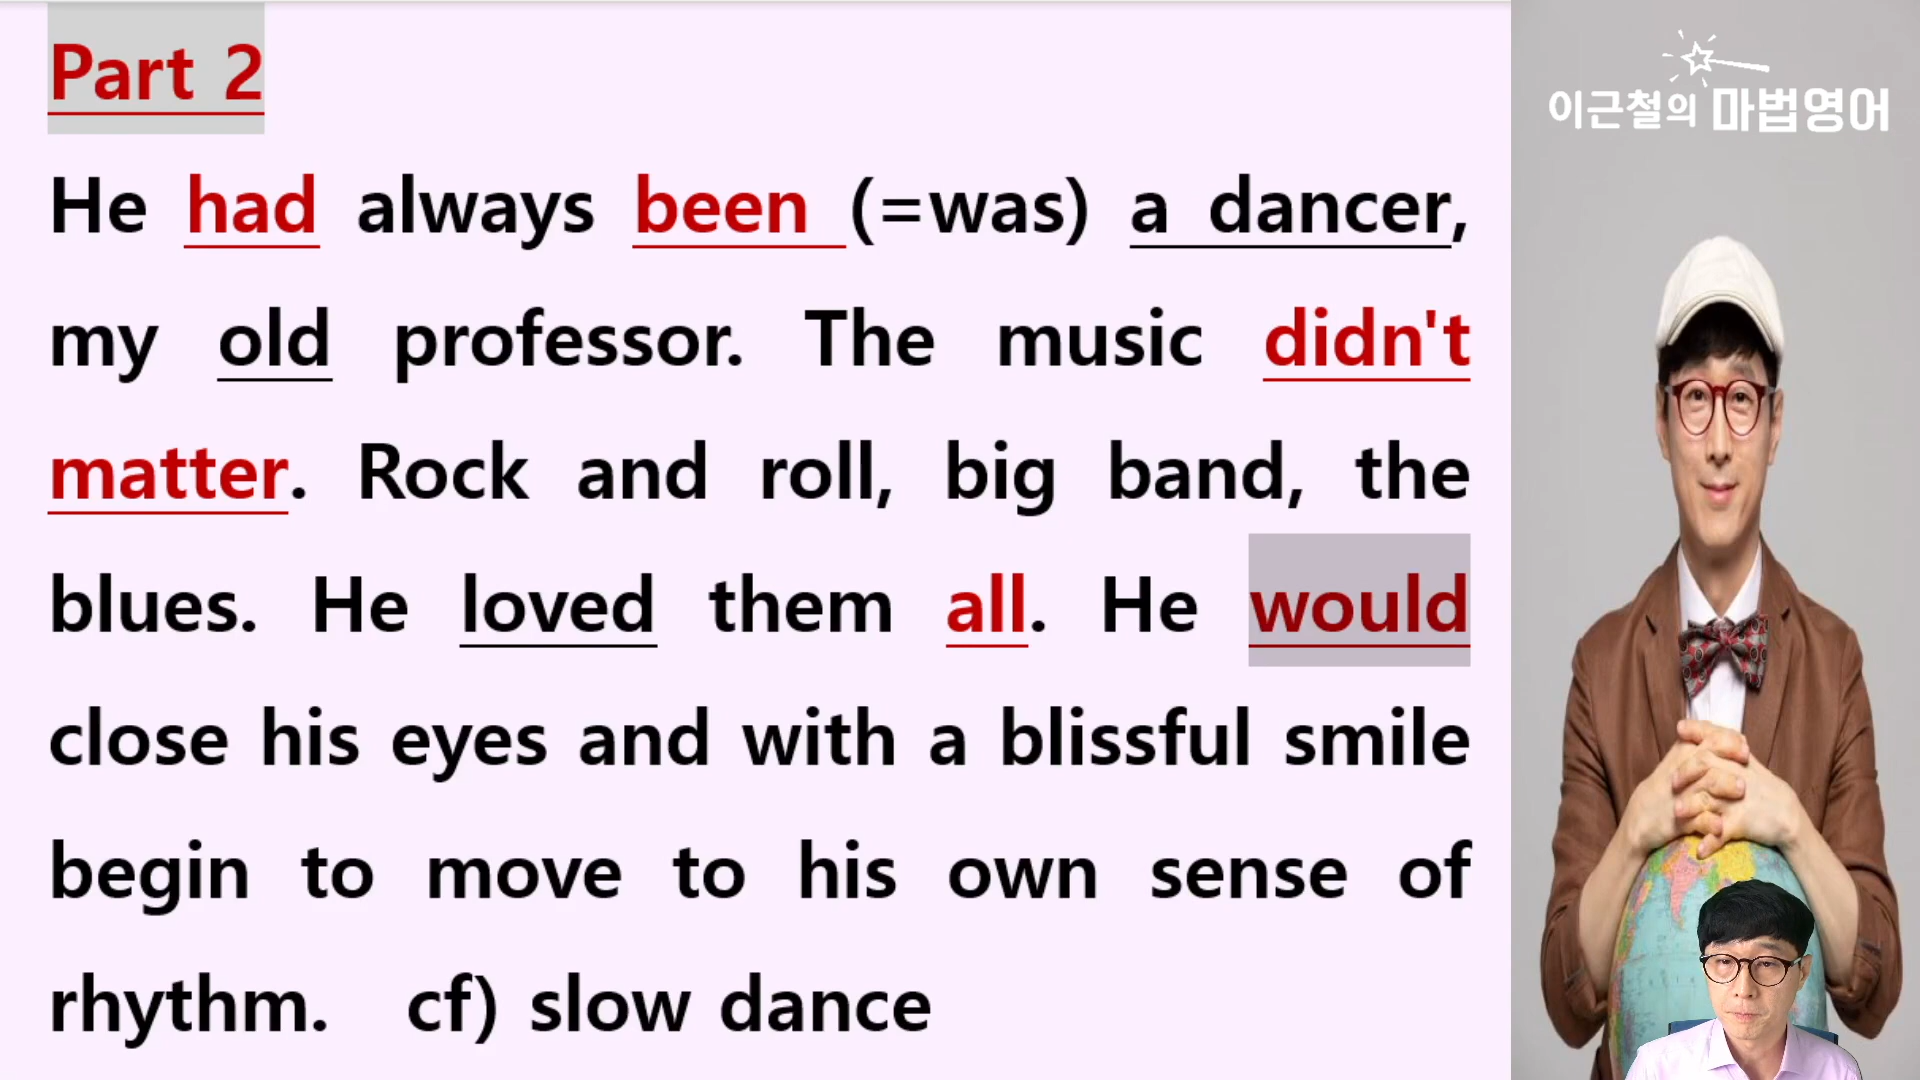 Part 2
He had always been (=was) a dancer,
my old professor. The music didn't
matter. Rock and roll, big band, the
blues. He loved them all. He would
close his eyes and with a blissful smile
begin to move to his own sense of
rhythm. cf) slow dance
이근철의 마법영어